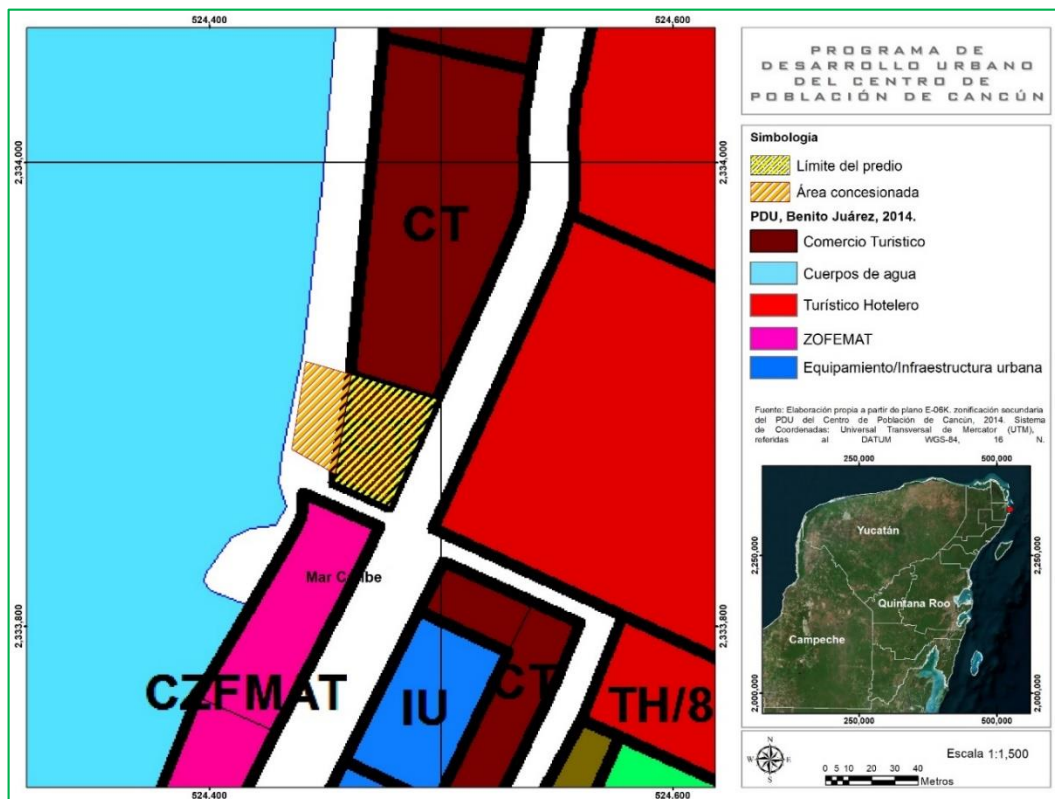 524,400
524,600
2,334,000
2,334,000
CT
Mar C be
2,333,800
2,333,800
CZFMAT
IU
CT
TH/8
524,400
524,600
PROGRAMA DE
DESARROLLO URBANO
DEL CENTRO DE
POBLACIÓN DE CANCÚN
Simbología
Límite del predio
Área concesionada
PDU, Benito Juárez, 2014.
Comercio Turistico
Cuerpos de agua
Turístico Hotelero
ZOFEMAT
Equipamiento/Infraestructura urbana
Fuente: Elaboración propia a partir de plano E-06K. zonificación secundaria
del PDU del Centro de Población de Cancún, 2014. Sistema
de Coordenadas: Universal Transversal de Mercator (UTM),
referidas al DATUM WGS-84, 16 N.
250,000
500,000
Yucatán
Quintana Roo
Campeche
2,250,000
2,250,000
2,000,000
2,000,000
250,000
500,000
N
W
E
S
Escala 1:1,500
0 5 10 20 30 40
Metros